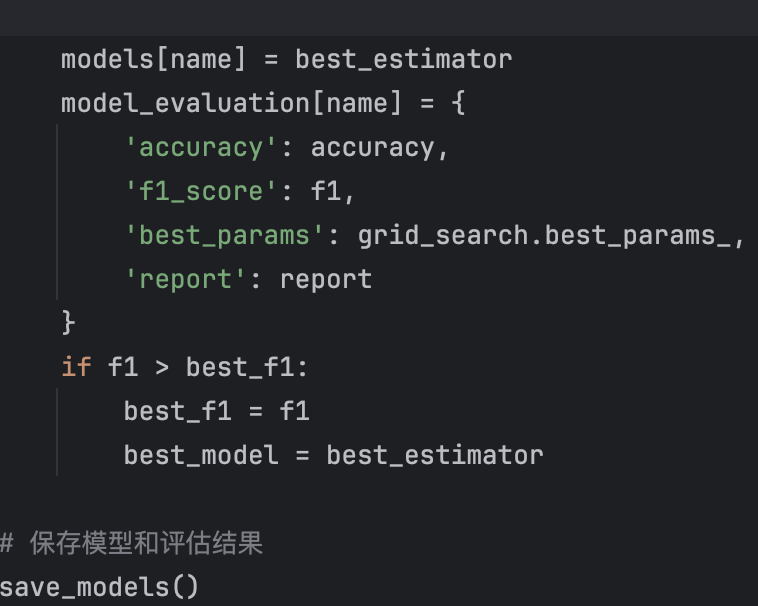 models[name] = best_estimator
model_evaluation[name] = {
'accuracy': accuracy,
'f1_score': f1,
'best_params': grid_search.best_params_,
'report': report
}
if f1 > best_f1:
best_f1 = f1
best_model = best_estimator
# 保存模型和评估结果
save_models()